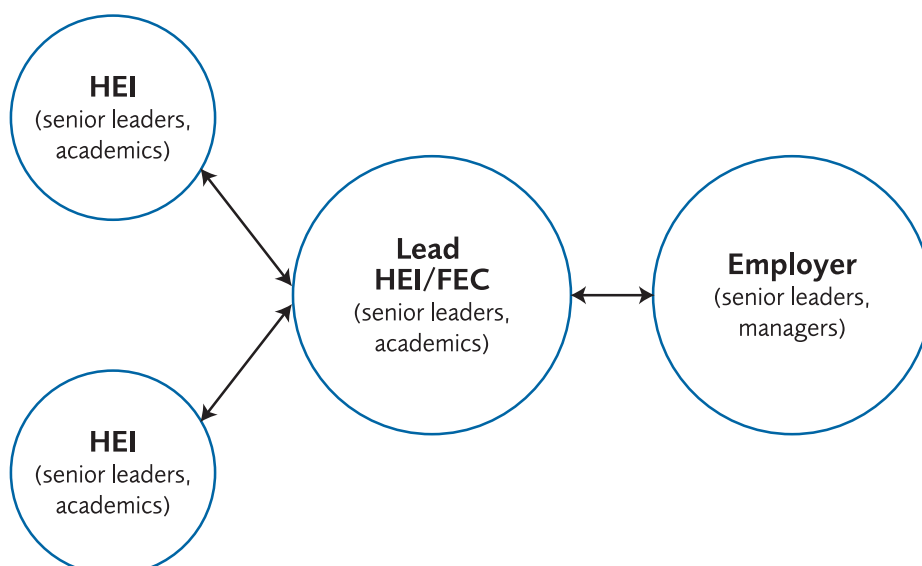 HEI
(senior leaders,
academics)
Lead
HEI/FEC
(senior leaders,
academics)
Employer
(senior leaders,
managers)
HEI
(senior leaders,
academics)